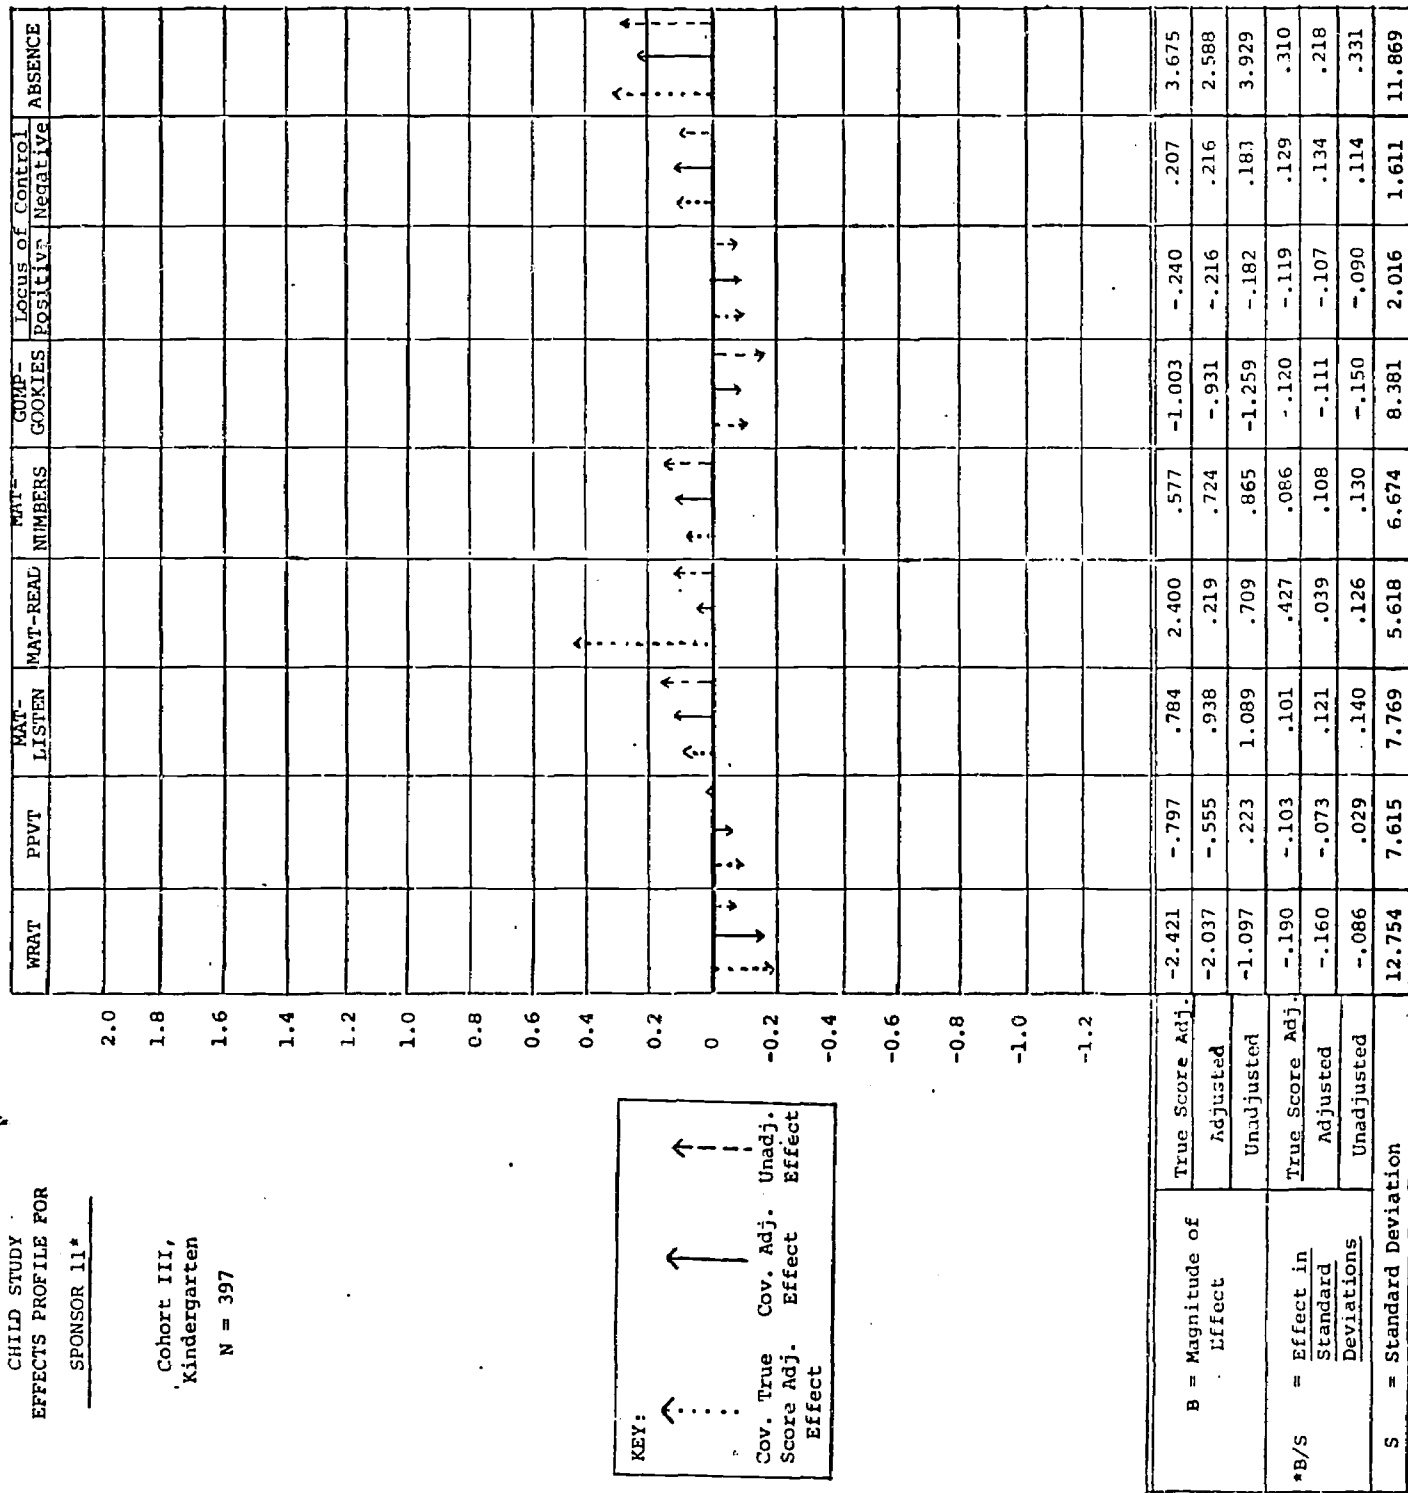 CHILD STUDY
EFFECTS PROFILE FOR
SPONSOR 11*
Cohort III,
Kindergarten
N = 397
KEY:
Cov. True Cov. Adj. Unadj.
Score Adj. Effect Effect
Effect
WRAT PPVT MAT-LISTEN MAT-READ MAT-NUMBERS GUMP-GOOKIES Locus of Control Positive Negative ABSENCE
2.0
1.8
1.6
1.4
1.2
1.0
0.8
0.6
0.4
0.2
0
-0.2
-0.4
-0.6
-0.8
-1.0
-1.2
B = Magnitude of Effect
True Score Adj. -2.421 -.797 .784 2.400 .577 -1.003 -.240 .207 3.675
Adjusted -2.037 -.555 .938 .219 .724 -.931 -.216 .216 2.588
Unadjusted -1.097 .223 1.089 .709 .865 -1.259 -.182 .183 3.929
*B/S = Effect in Standard Deviations
True Score Adj. -.190 -.103 .101 .427 .086 -.120 -.119 .129 .310
Adjusted -.160 -.073 .121 .039 .108 -.111 -.107 .134 .218
Unadjusted -.086 .029 .140 .126 .130 -.150 -.090 .114 .331
S = Standard Deviation 12.754 7.615 7.769 5.618 6.674 8.381 2.016 1.611 11.869